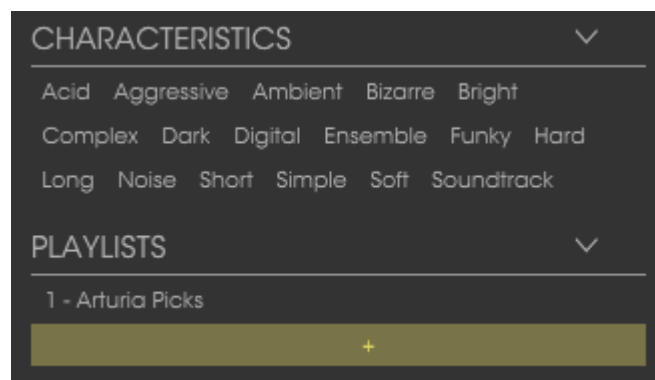 CHARACTERISTICS
Acid Aggressive Ambient Bizarre Bright
Complex Dark Digital Ensemble Funky Hard
Long Noise Short Simple Soft Soundtrack
PLAYLISTS
1 - Arturia Picks
+